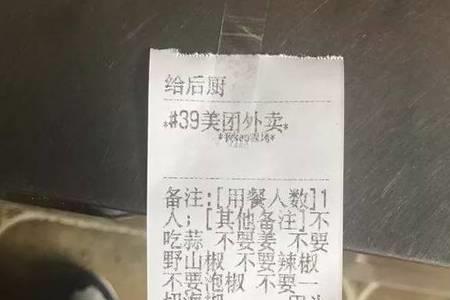 给后厨
*#39美团外卖*
备注:[用餐人数]1
人；[其他备注]不
吃蒜 不要姜 不要
野山椒 不要辣椒
不要泡椒 不要一